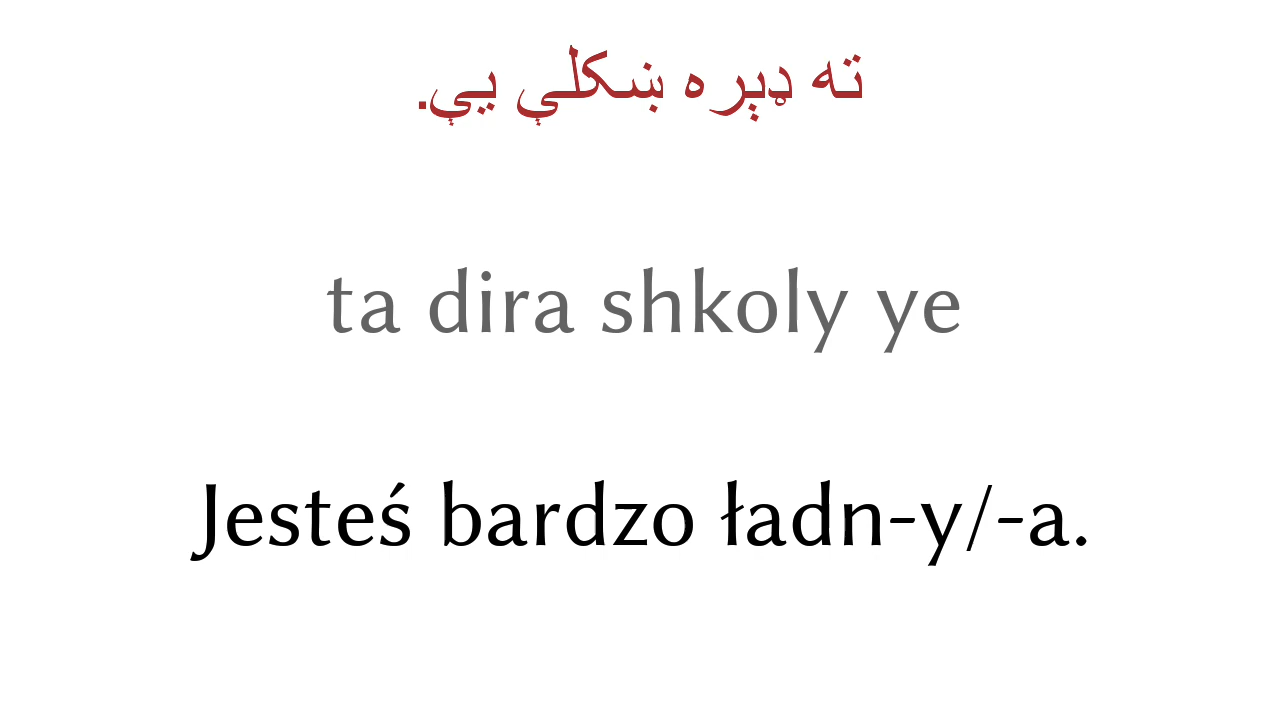 ته ډېره ښکلې یې.
ta dira shkoly ye
Jesteś bardzo ładn-y/-a.